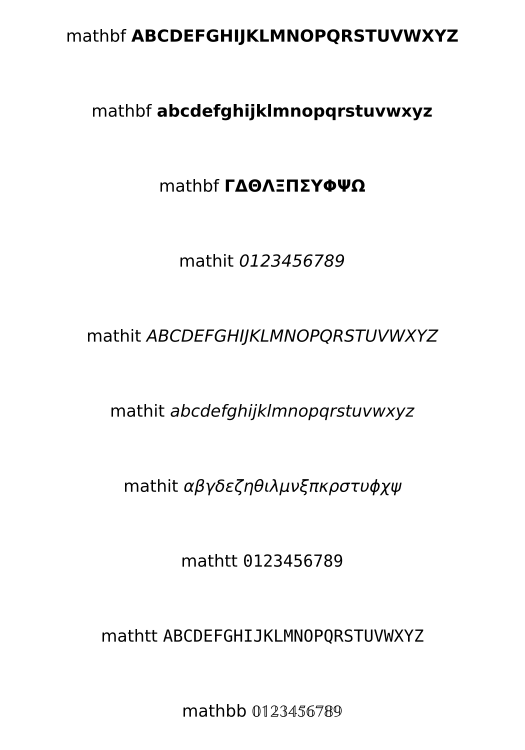 mathbf ABCDEFGHIJKLMNOPQRSTUVWXYZ
mathbf abcdefghijklmnopqrstuvwxyz
mathbf ΓΔΘΛΞΠΣΥΦΨΩ
mathit 0123456789
mathit ABCDEFGHIJKLMNOPQRSTUVWXYZ
mathit abcdefghijklmnopqrstuvwxyz
mathit αβγδεζηθιλμνξπκρστυϕχψ
mathtt 0123456789
mathtt ABCDEFGHIJKLMNOPQRSTUVWXYZ
mathbb 𝟘𝟙𝟚𝟛𝟜𝟝𝟞𝟟𝟠𝟡